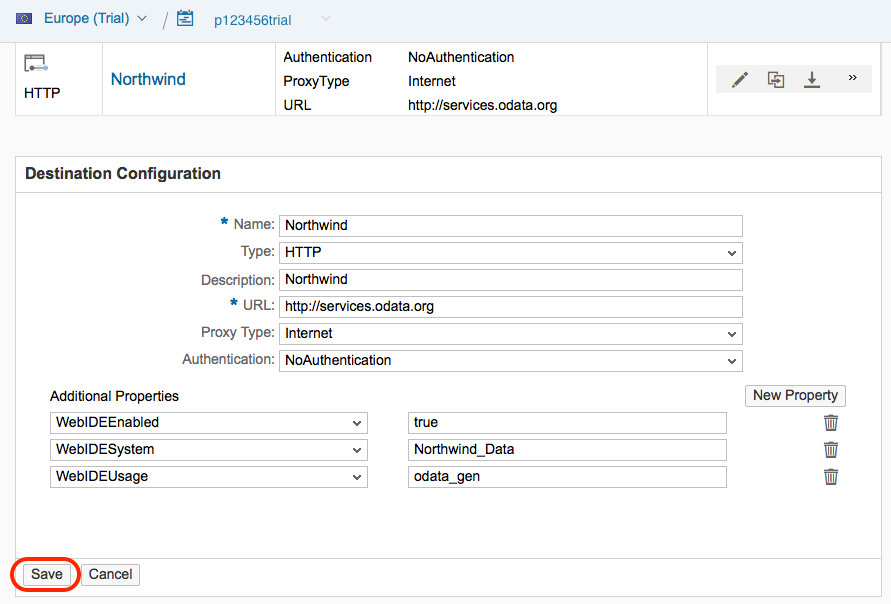 Europe (Trial) / p123456trial
HTTP
Northwind
Authentication NoAuthentication
ProxyType Internet
URL http://services.odata.org
»
Destination Configuration
* Name: Northwind
Type: HTTP
Description: Northwind
* URL: http://services.odata.org
Proxy Type: Internet
Authentication: NoAuthentication
Additional Properties New Property
WebIDEEnabled true
WebIDESystem Northwind_Data
WebIDEUsage odata_gen
Save Cancel